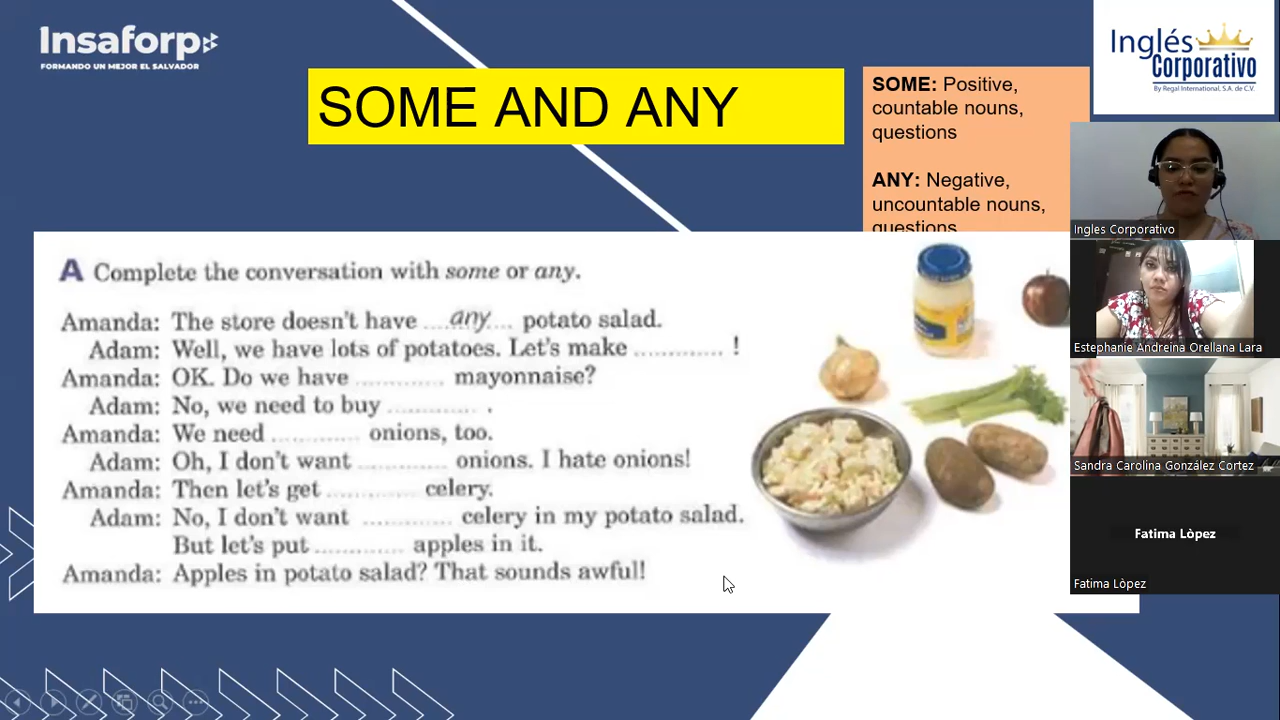 Insaforp
FORMANDO UN MEJOR EL SALVADOR
SOME AND ANY
SOME: Positive,
countable nouns,
questions
ANY: Negative,
uncountable nouns,
questions
Inglés
Corporativo
By Regal International, S.A. de C.V.
Ingles Corporativo
Estephanie Andreina Orellana Lara
Sandra Carolina González Cortez
Fatima Lòpez
Fatima Lòpez
A Complete the conversation with some or any.
Amanda: The store doesn't have ....any.... potato salad.
Adam: Well, we have lots of potatoes. Let's make ............ !
Amanda: OK. Do we have ............ mayonnaise?
Adam: No, we need to buy ............ .
Amanda: We need ............ onions, too.
Adam: Oh, I don't want ............ onions. I hate onions!
Amanda: Then let's get ............ celery.
Adam: No, I don't want ............ celery in my potato salad.
But let's put ............ apples in it.
Amanda: Apples in potato salad? That sounds awful!